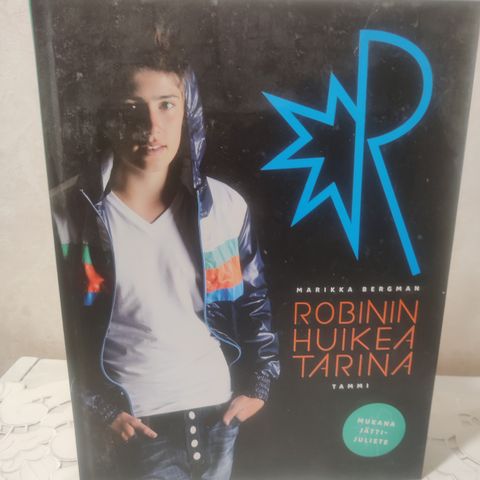 R
MARIKKA BERGMAN
ROBININ
HUIKEA
TARINA
TAMMI
MUKANA
JÄTTI-
JULISTE